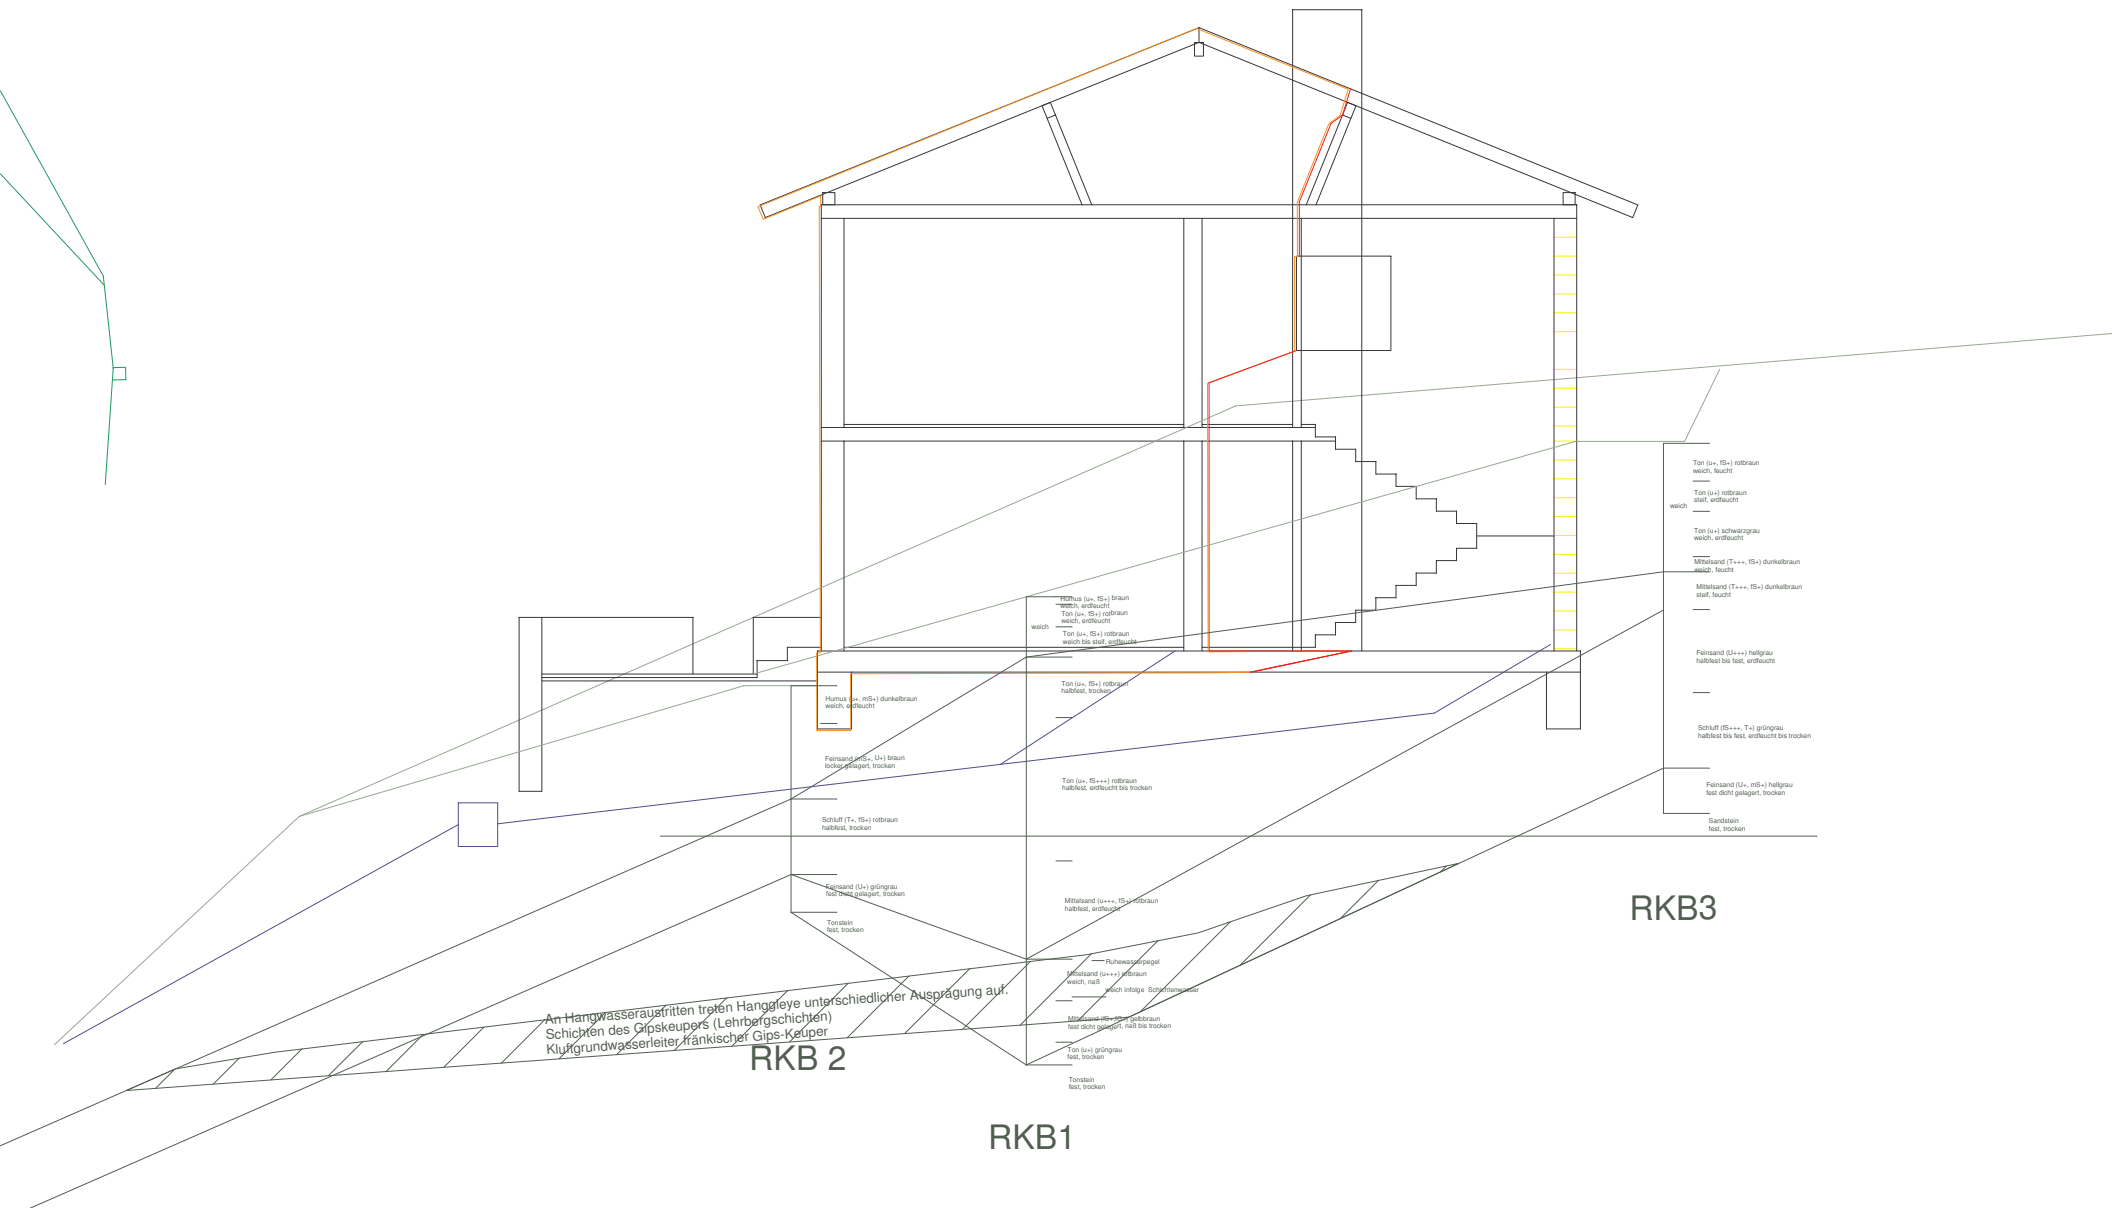 Humus (u+, fS+) braun
weich, erdfeucht
Ton (u+, fS+) rotbraun
weich, erdfeucht
weich
Ton (u+, fS+) rotbraun
weich bis steif, erdfeucht
Ton (u+, fS+) rotbraun
halbfest, trocken
Ton (u+, fS+++) rotbraun
halbfest, erdfeucht bis trocken
Mittelsand (u+++, fS+) rotbraun
halbfest, erdfeucht
Ruhewasserpegel
Mittelsand (u+++) rotbraun
weich, naß
weich infolge Schichtenwasser
Mittelsand (fS+, ) gelbbraun
fest dicht gelagert, naß bis trocken
Ton (u+) grüngrau
fest, trocken
Tonstein
fest, trocken
RKB1
Humus (u+, mS+) dunkelbraun
weich, erdfeucht
Feinsand (mS+, U+) braun
locker gelagert, trocken
Schluff (T+, fS+) rotbraun
halbfest, trocken
Feinsand (U+) grüngrau
fest dicht gelagert, trocken
Tonstein
fest, trocken
An Hangwasseraustritten treten Hanggleye unterschiedlicher Ausprägung auf.
Schichten des Gipskeupers (Lehrbergschichten)
Kluftgrundwasserleiter fränkischer Gips-Keuper
RKB 2
Ton (u+, fS+) rotbraun
weich, feucht
Ton (u+) rotbraun
steif, erdfeucht
weich
Ton (u+) schwarzgrau
weich, erdfeucht
Mittelsand (T+++, fS+) dunkelbraun
weich, feucht
Mittelsand (T+++, fS+) dunkelbraun
steif, feucht
Feinsand (U+++) hellgrau
halbfest bis fest, erdfeucht
Schluff (fS+++, T+) grüngrau
halbfest bis fest, erdfeucht bis trocken
Feinsand (U+, mS+) hellgrau
fest dicht gelagert, trocken
Sandstein
fest, trocken
RKB3